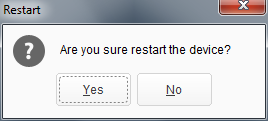 Restart
Are you sure restart the device?
Yes No